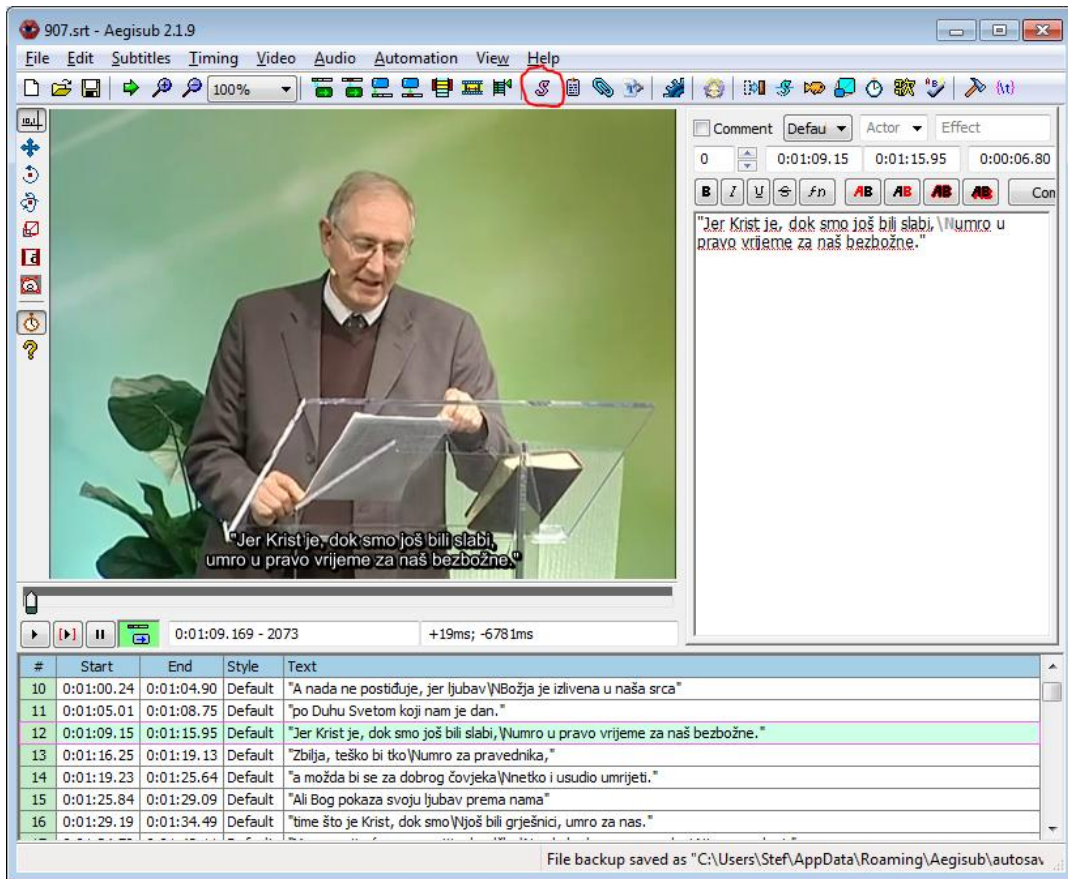 907.srt - Aegisub 2.1.9
File Edit Subtitles Timing Video Audio Automation View Help
100%
Comment Defau Actor Effect
0 0:01:09.15 0:01:15.95 0:00:06.80
B I U S fn AB AB AB AB Con
"Jer Krist je, dok smo još bili slabi,\Numro u
pravo vrijeme za naš bezbožne."
"Jer Krist je, dok smo još bili slabi,
umro u pravo vrijeme za naš bezbožne."
0:01:09.169 - 2073 +19ms; -6781ms
# Start End Style Text
10 0:01:00.24 0:01:04.90 Default "A nada ne postiđuje, jer ljubav\NBožja je izlivena u naša srca"
11 0:01:05.01 0:01:08.75 Default "po Duhu Svetom koji nam je dan."
12 0:01:09.15 0:01:15.95 Default "Jer Krist je, dok smo još bili slabi,\Numro u pravo vrijeme za naš bezbožne."
13 0:01:16.25 0:01:19.13 Default "Zbilja, teško bi tko\Numro za pravednika,"
14 0:01:19.23 0:01:25.64 Default "a možda bi se za dobrog čovjeka\Nnetko i usudio umrijeti."
15 0:01:25.84 0:01:29.09 Default "Ali Bog pokaza svoju ljubav prema nama"
16 0:01:29.19 0:01:34.49 Default "time što je Krist, dok smo\Njoš bili grješnici, umro za nas."
File backup saved as "C:\Users\Stef\AppData\Roaming\Aegisub\autosav